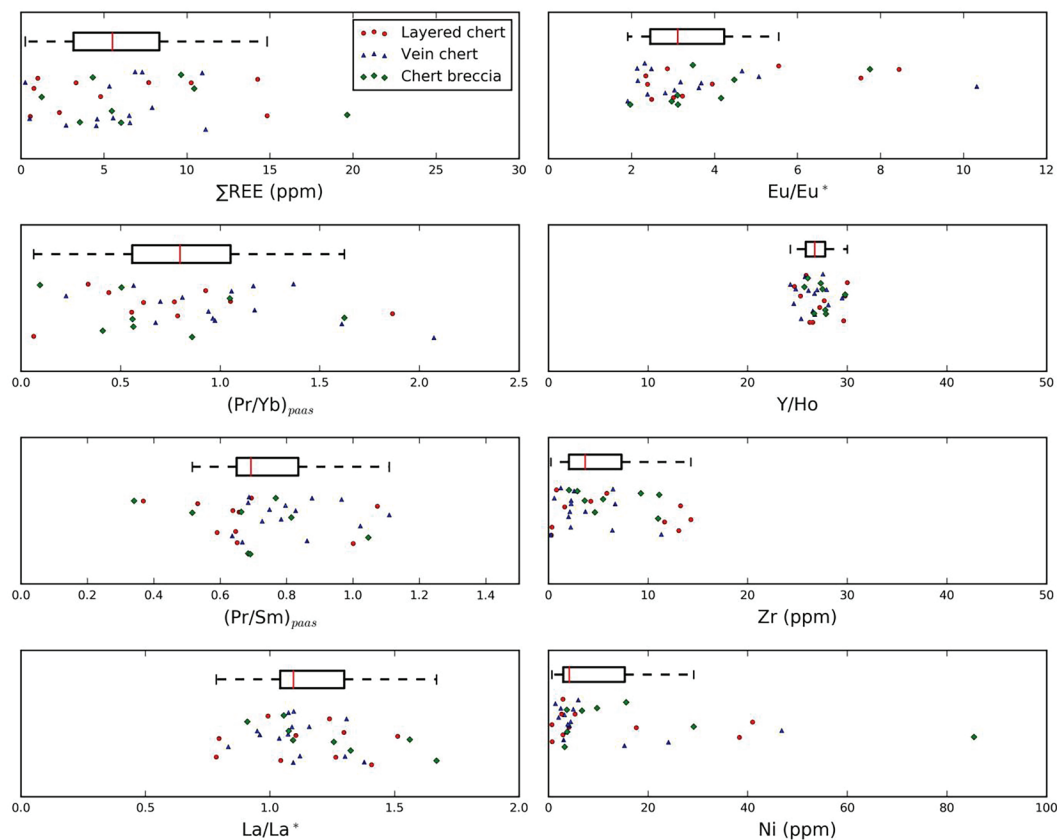 Layered chert
Vein chert
Chert breccia
0 5 10 15 20 25 30
∑REE (ppm)
0 2 4 6 8 10 12
Eu/Eu*
0.0 0.5 1.0 1.5 2.0 2.5
(Pr/Yb)paas
0 10 20 30 40 50
Y/Ho
0.0 0.2 0.4 0.6 0.8 1.0 1.2 1.4
(Pr/Sm)paas
0 10 20 30 40 50
Zr (ppm)
0.0 0.5 1.0 1.5 2.0
La/La*
0 20 40 60 80 100
Ni (ppm)